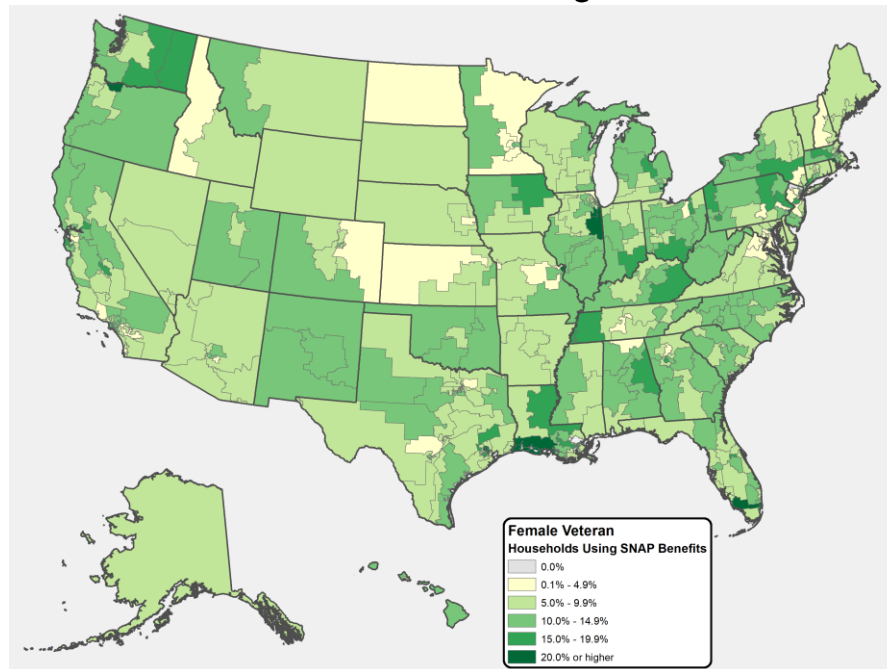 Female Veteran
Households Using SNAP Benefits
0.0%
0.1% - 4.9%
5.0% - 9.9%
10.0% - 14.9%
15.0% - 19.9%
20.0% or higher